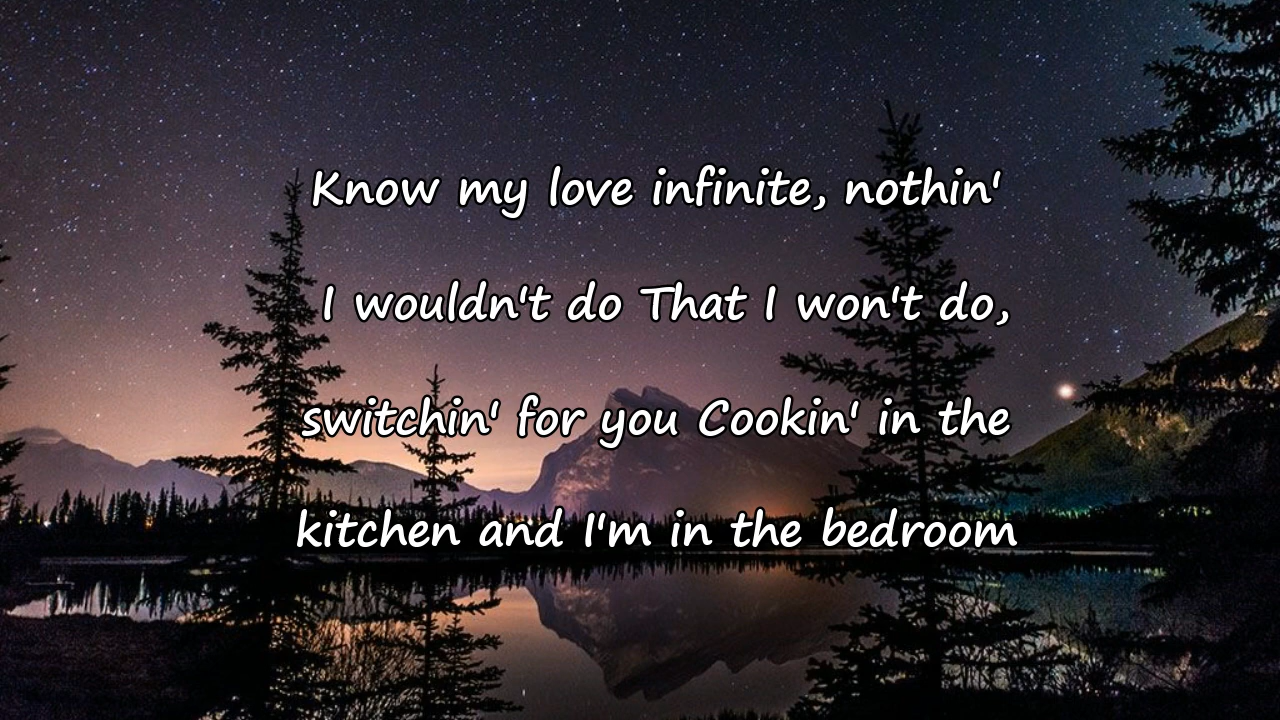 Know my love infinite, nothin'
I wouldn't do That I won't do,
switchin' for you Cookin' in the
kitchen and I'm in the bedroom